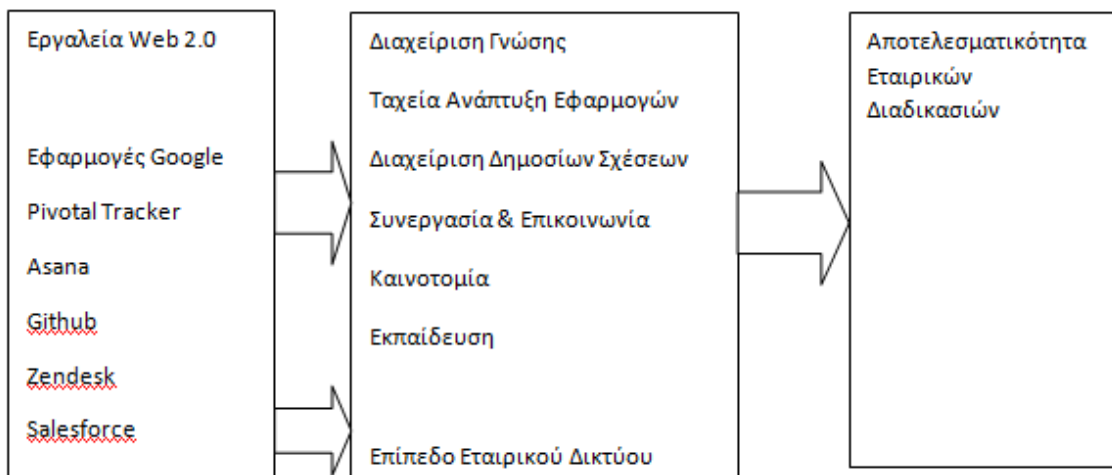 Εργαλεία Web 2.0
Εφαρμογές Google
Pivotal Tracker
Asana
Github
Zendesk
Salesforce
Διαχείριση Γνώσης
Ταχεία Ανάπτυξη Εφαρμογών
Διαχείριση Δημοσίων Σχέσεων
Συνεργασία & Επικοινωνία
Καινοτομία
Εκπαίδευση
Επίπεδο Εταιρικού Δικτύου
Αποτελεσματικότητα
Εταιρικών
Διαδικασιών